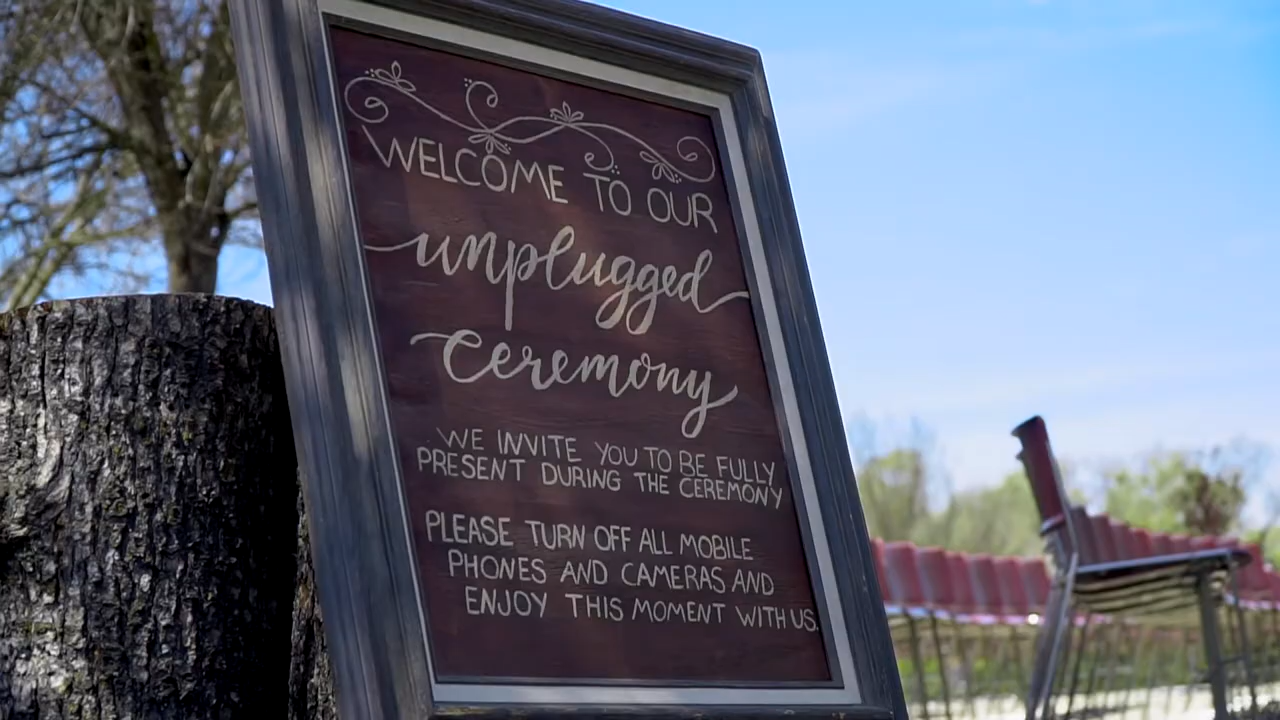 WELCOME TO OUR
unplugged
ceremony
WE INVITE YOU TO BE FULLY
PRESENT DURING THE CEREMONY
PLEASE TURN OFF ALL MOBILE
PHONES AND CAMERAS AND
ENJOY THIS MOMENT WITH US.